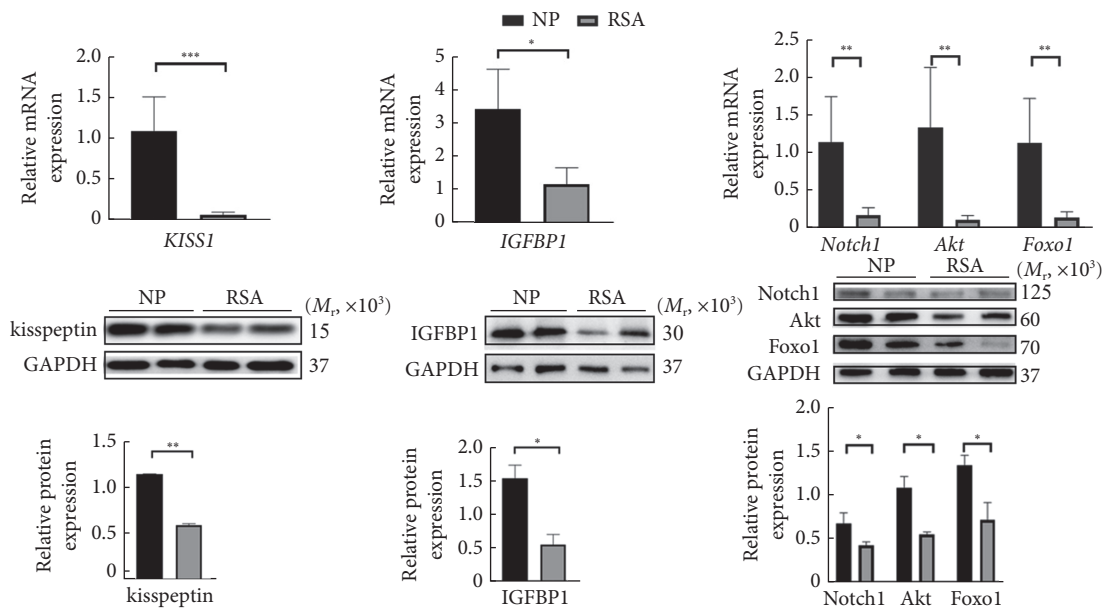 NP RSA
Relative mRNA
expression
2.0
1.5
1.0
0.5
0
***
KISS1
Relative mRNA
expression
5
4
3
2
1
0
*
IGFBP1
Relative mRNA
expression
2.5
2.0
1.5
1.0
0.5
0
** ** **
Notch1 Akt Foxo1
NP RSA (Mr, ×10³)
kisspeptin 15
GAPDH 37
NP RSA (Mr, ×10³)
IGFBP1 30
GAPDH 37
NP RSA (Mr, ×10³)
Notch1 125
Akt 60
Foxo1 70
GAPDH 37
Relative protein
expression
1.5
1.0
0.5
0
**
kisspeptin
Relative protein
expression
2.0
1.5
1.0
0.5
0
*
IGFBP1
Relative protein
expression
2.0
1.5
1.0
0.5
0
* * *
Notch1 Akt Foxo1